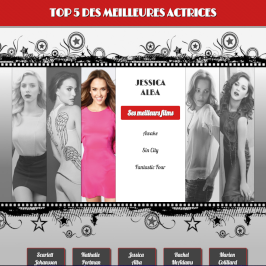 TOP 5 DES MEILLEURES ACTRICES
JESSICA
ALBA
Ses meilleurs films
Awake
Sin City
Fantastic Four
Scarlett
Johansson
Nathalie
Portman
Jessica
Alba
Rachel
McAdams
Marion
Cotillard